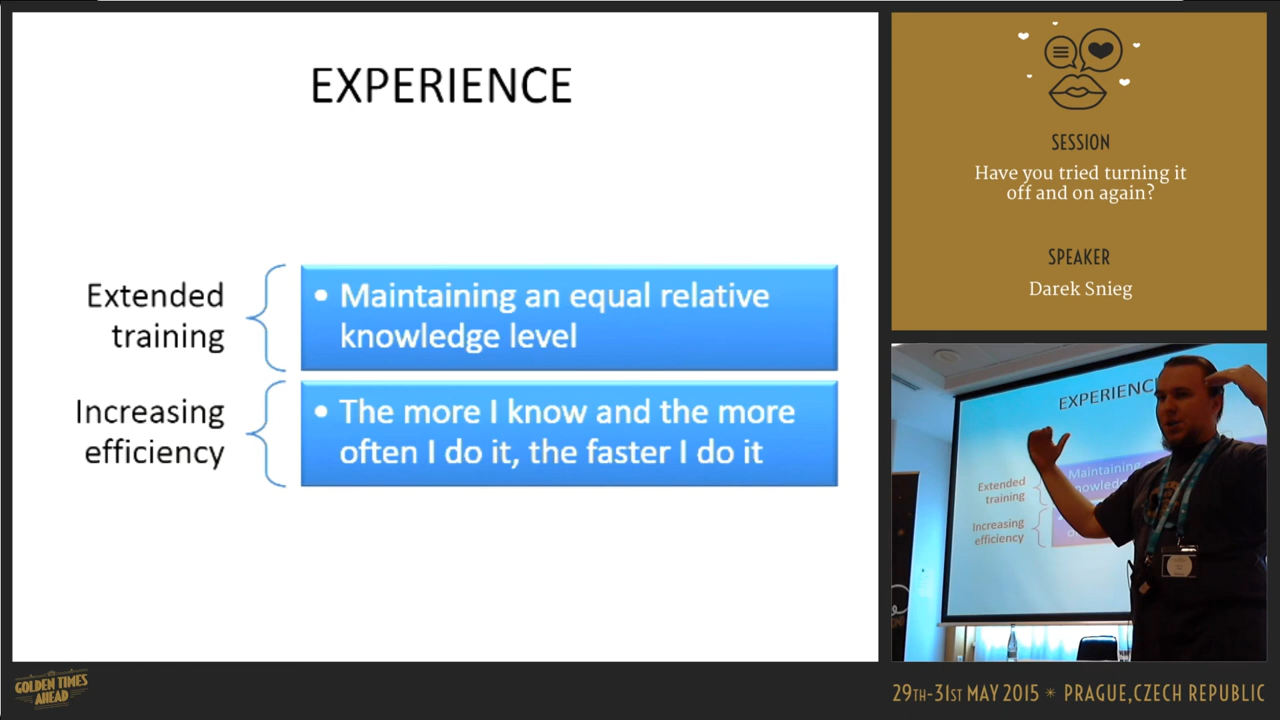 EXPERIENCE
Extended
training
• Maintaining an equal relative
knowledge level
Increasing
efficiency
• The more I know and the more
often I do it, the faster I do it
SESSION
Have you tried turning it
off and on again?
SPEAKER
Darek Snieg
EXPERIENC
Extended
training
Maintaining
knowled
Increasing
efficiency
GOLDEN TIMES
AHEAD
29TH-31ST MAY 2015 * PRAGUE,CZECH REPUBLIC